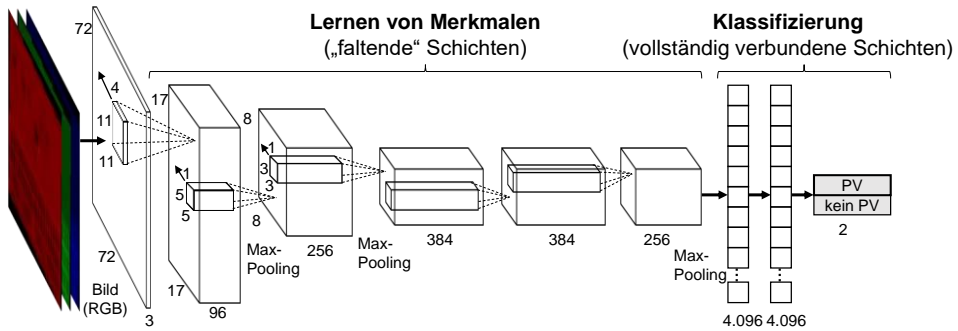 Lernen von Merkmalen
(„faltende“ Schichten)
Klassifizierung
(vollständig verbundene Schichten)
72
4
11
11
72
Bild
(RGB)
3
17
1
5
5
17
96
8
1
3
3
8
Max-
Pooling
256
Max-
Pooling
384
384
256
Max-
Pooling
4.096
4.096
PV
kein PV
2